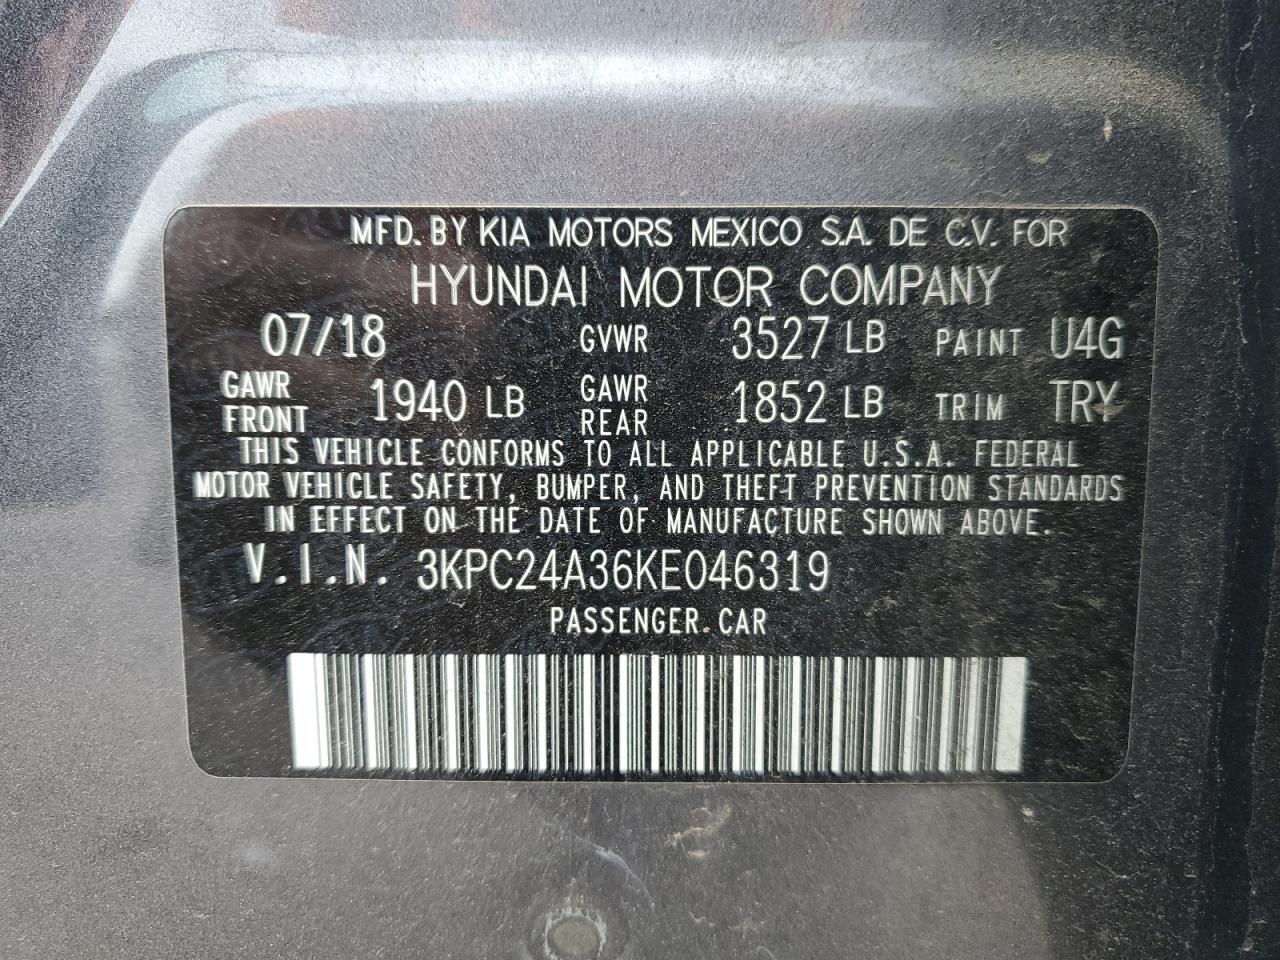 MFD. BY KIA MOTORS MEXICO S.A. DE C.V. FOR
HYUNDAI MOTOR COMPANY
07/18 GVWR 3527 LB PAINT U4G
GAWR FRONT 1940 LB GAWR REAR 1852 LB TRIM TRY
THIS VEHICLE CONFORMS TO ALL APPLICABLE U.S.A. FEDERAL
MOTOR VEHICLE SAFETY, BUMPER, AND THEFT PREVENTION STANDARDS
IN EFFECT ON THE DATE OF MANUFACTURE SHOWN ABOVE.
V.I.N. 3KPC24A36KE046319
PASSENGER CAR